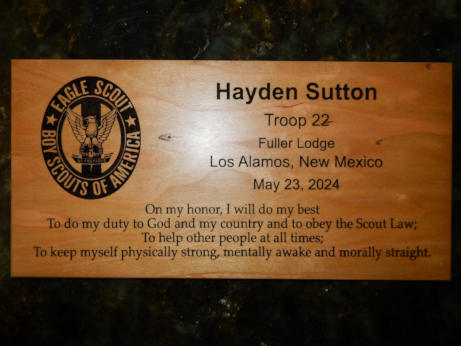 EAGLE SCOUT
BOY SCOUTS OF AMERICA
Hayden Sutton
Troop 22
Fuller Lodge
Los Alamos, New Mexico
May 23, 2024
On my honor, I will do my best
To do my duty to God and my country and to obey the Scout Law;
To help other people at all times;
To keep myself physically strong, mentally awake and morally straight.